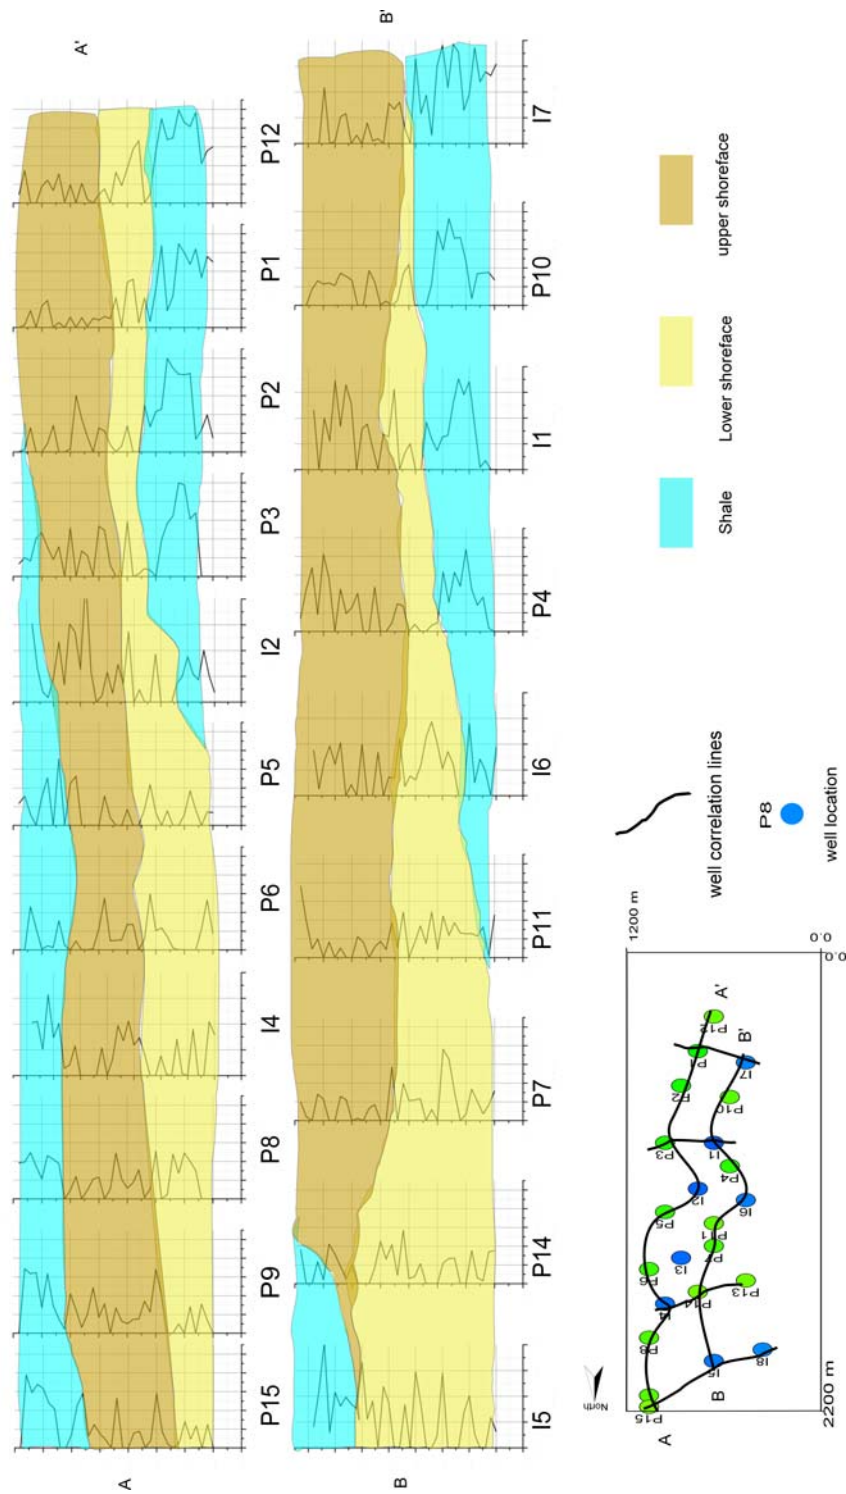 A
A'
P15
P9
P8
I4
P6
P5
I2
P3
P2
P1
P12
B
B'
I5
P14
P7
P11
I6
P4
I1
P10
I7
Shale
Lower shoreface
upper shoreface
well correlation lines
P8
well location
North
1200 m
0.0
0.0
2200 m
A
A'
B
B'
P15
P8
I4
P6
P5
I2
P3
P2
P1
P12
I3
I5
I8
P14
P13
P7
P11
I6
P4
I1
P10
I7